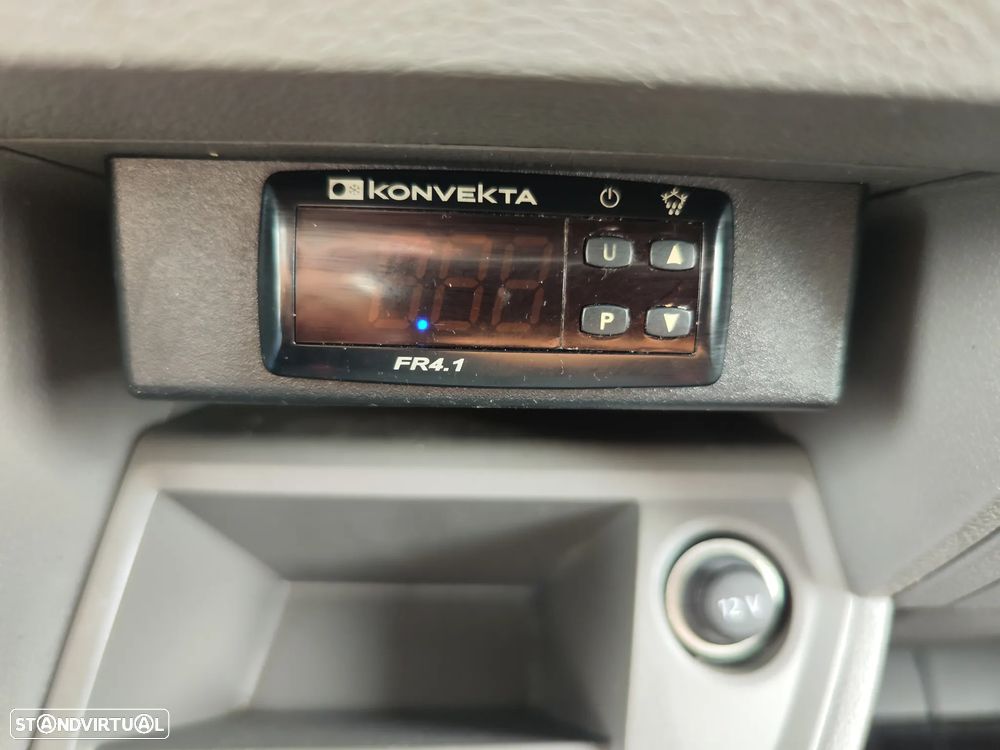 KONVEKTA
U
P
FR4.1
12 V
STANDVIRTUAL